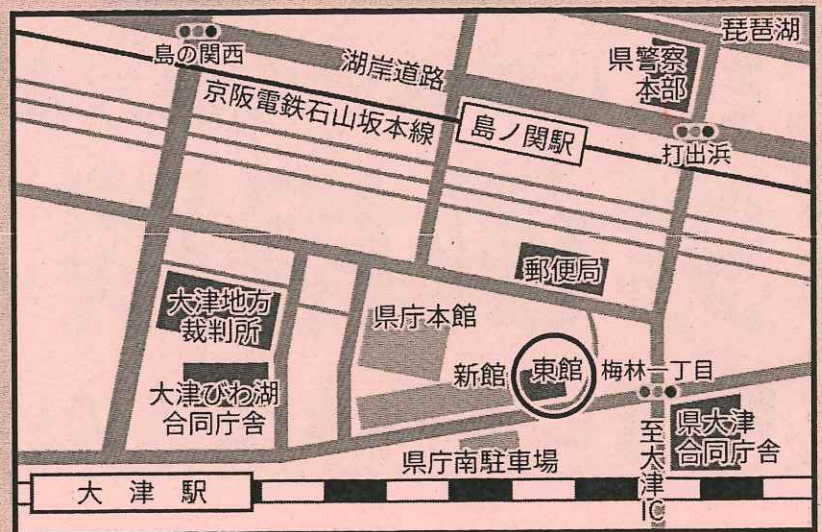 琵琶湖
島の関西
湖岸道路
県警察
本部
京阪電鉄石山坂本線
島ノ関駅
打出浜
郵便局
大津地方
裁判所
県庁本館
新館
東館
梅林一丁目
大津びわ湖
合同庁舎
県大津
合同庁舎
県庁南駐車場
至大津IC
大津駅